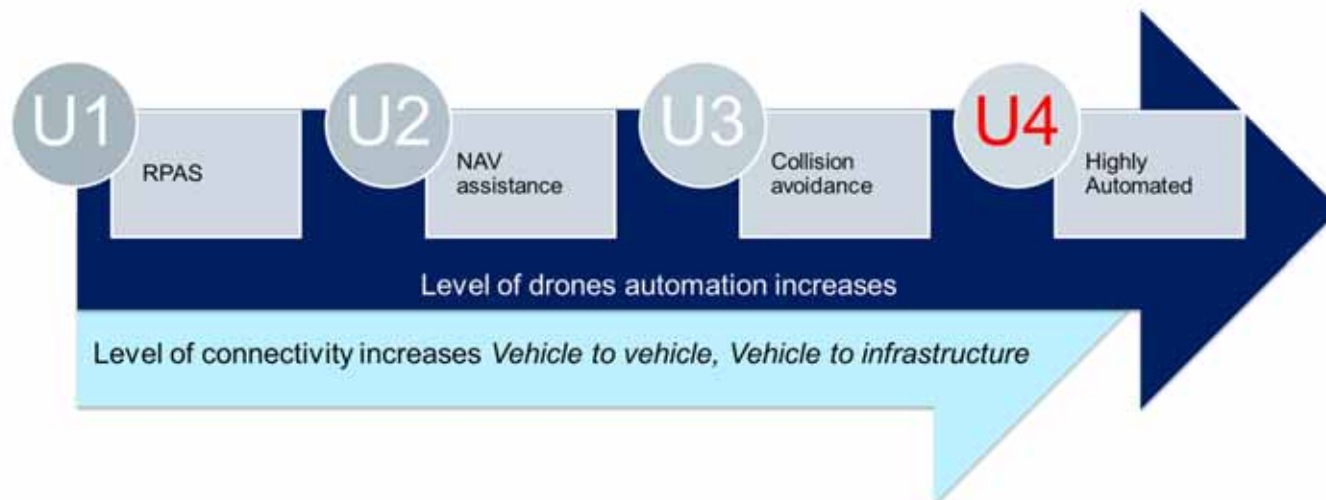 U1
RPAS
U2
NAV
assistance
U3
Collision
avoidance
U4
Highly
Automated
Level of drones automation increases
Level of connectivity increases Vehicle to vehicle, Vehicle to infrastructure